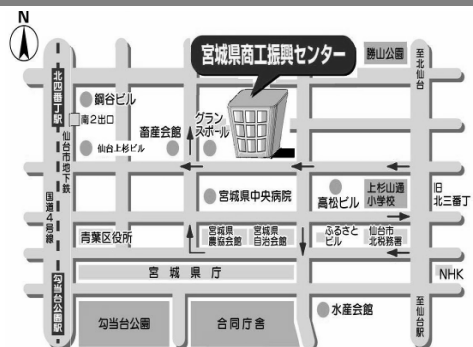 N
宮城県商工振興センター
勝山公園
至北仙台
北四番丁駅
鋼谷ビル
南2出口
仙台市地下鉄
仙台上杉ビル
畜産会館
グラン
スポール
国道4号線
宮城県中央病院
高松ビル
上杉山通
小学校
旧
北三番丁
青葉区役所
宮城県
農協会館
宮城県
自治会館
ふるさと
ビル
仙台市
北税務署
宮城県庁
NHK
勾当台公園駅
勾当台公園
合同庁舎
水産会館
至仙台駅